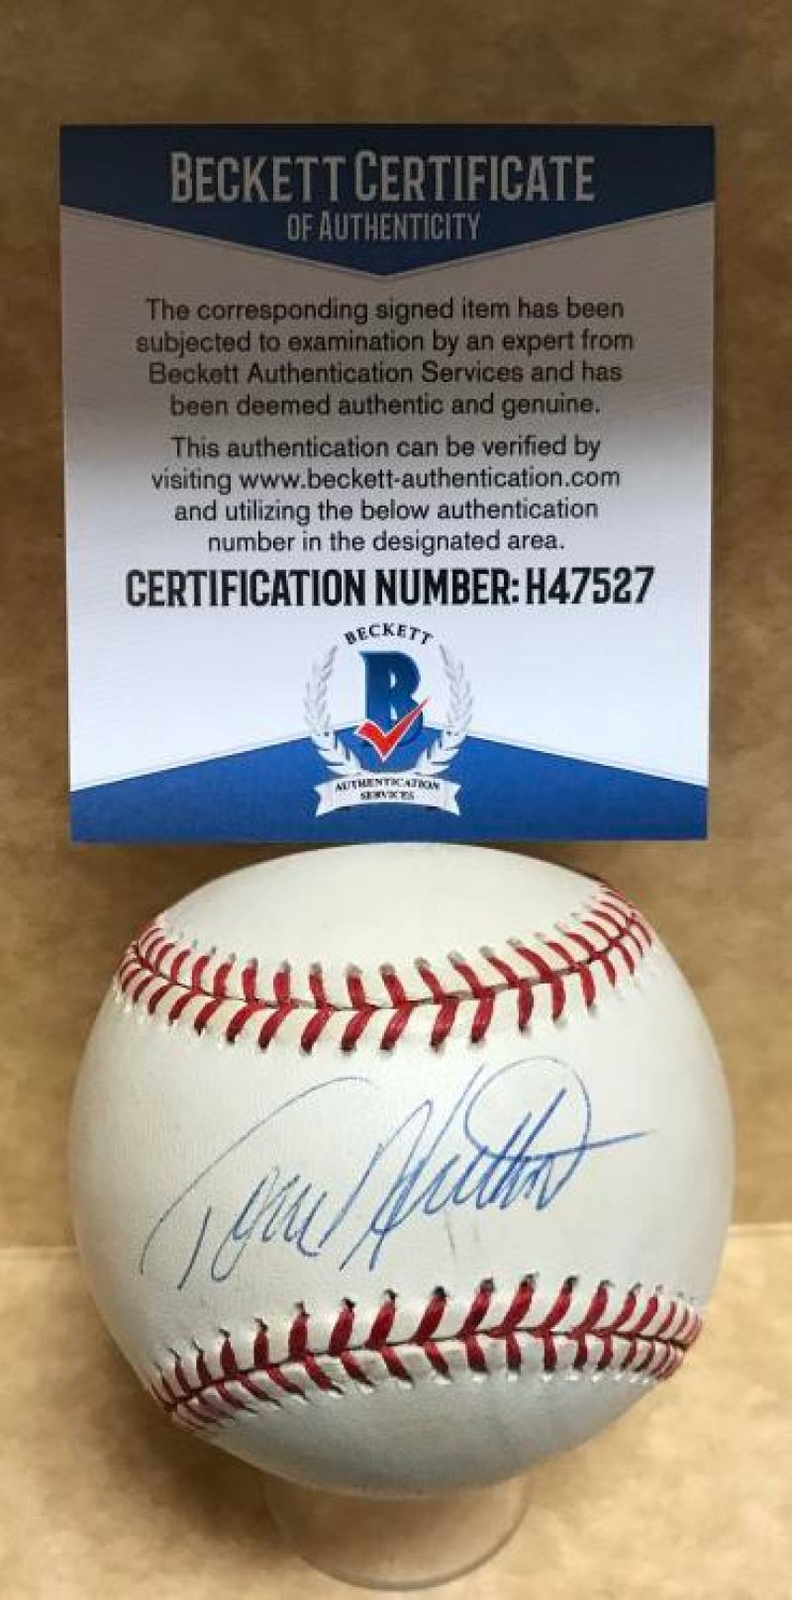 BECKETT CERTIFICATE
OF AUTHENTICITY
The corresponding signed item has been
subjected to examination by an expert from
Beckett Authentication Services and has
been deemed authentic and genuine.
This authentication can be verified by
visiting www.beckett-authentication.com
and utilizing the below authentication
number in the designated area.
CERTIFICATION NUMBER: H47527
BECKETT
B
AUTHENTICATION
SERVICES
Tom Hutton